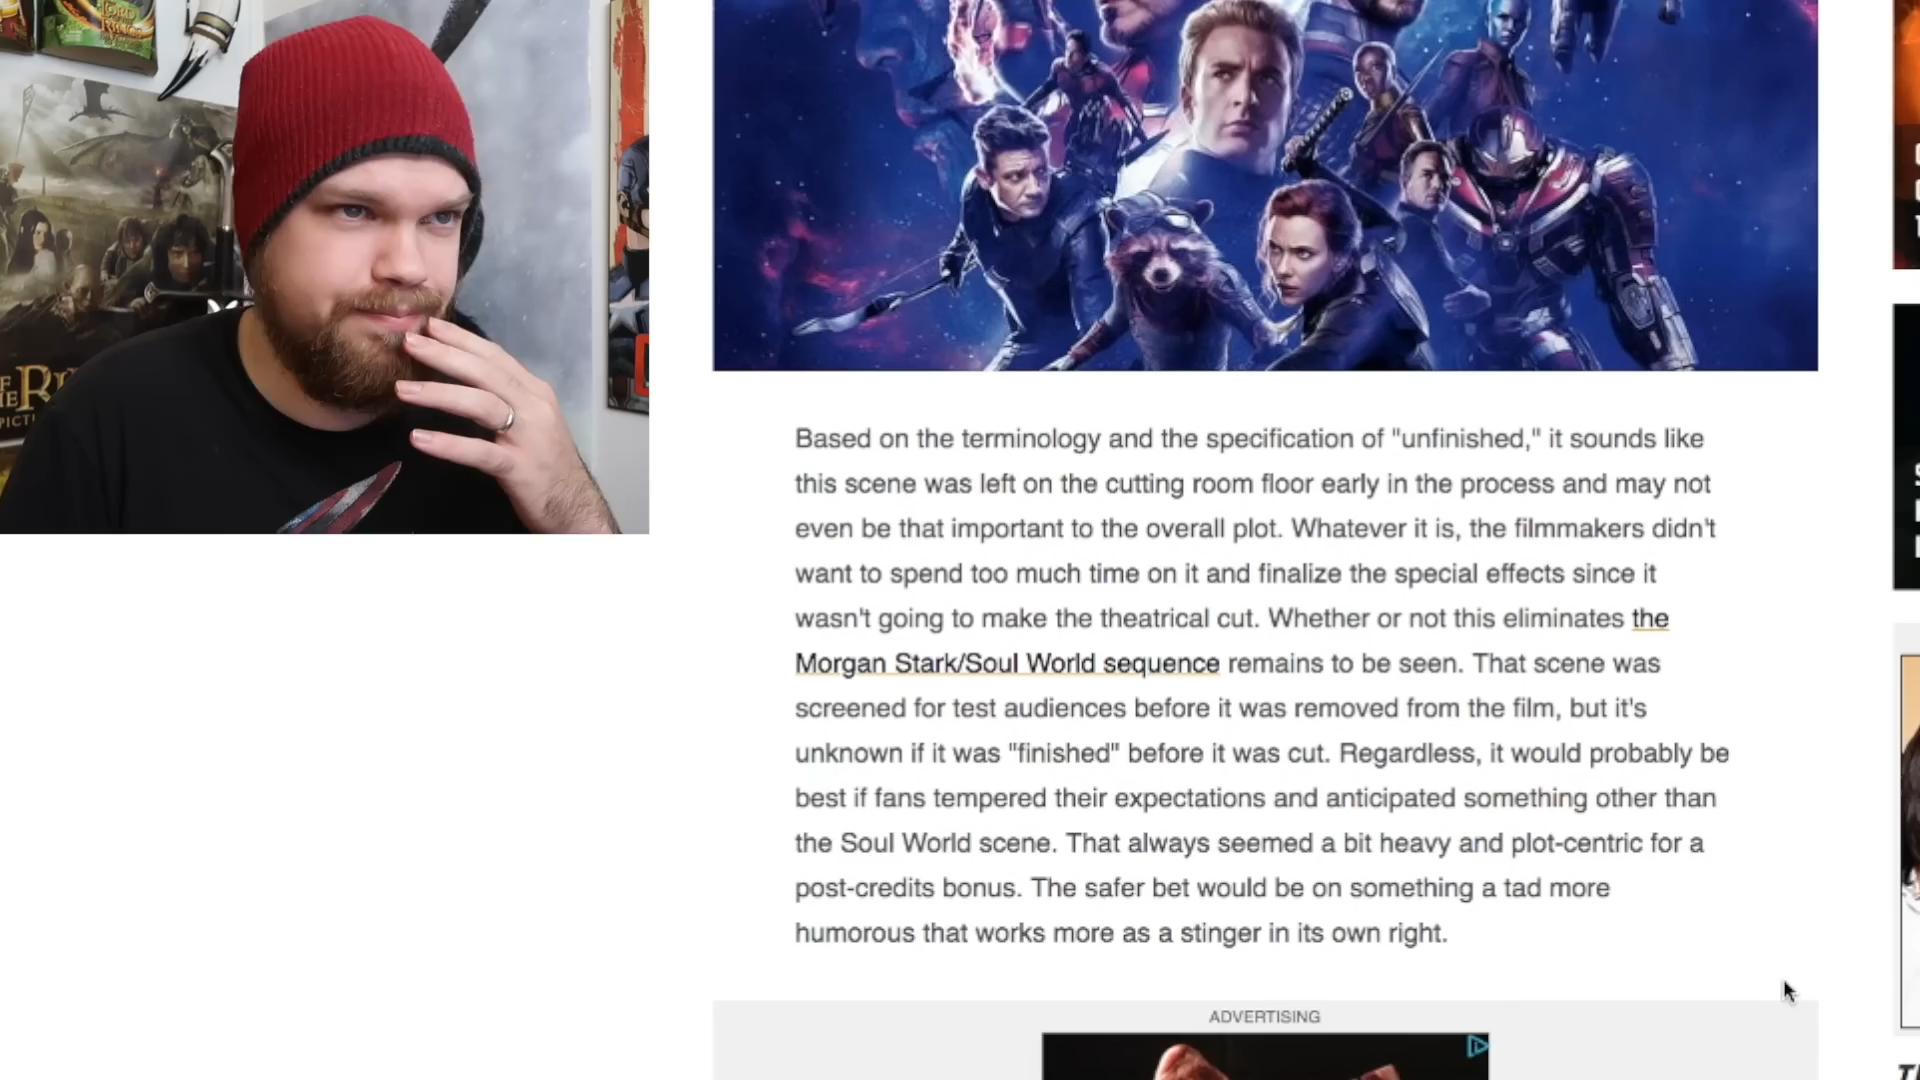 LORD
RINGS
OF
THE RI
PICTU
Based on the terminology and the specification of "unfinished," it sounds like
this scene was left on the cutting room floor early in the process and may not
even be that important to the overall plot. Whatever it is, the filmmakers didn't
want to spend too much time on it and finalize the special effects since it
wasn't going to make the theatrical cut. Whether or not this eliminates the
Morgan Stark/Soul World sequence remains to be seen. That scene was
screened for test audiences before it was removed from the film, but it's
unknown if it was "finished" before it was cut. Regardless, it would probably be
best if fans tempered their expectations and anticipated something other than
the Soul World scene. That always seemed a bit heavy and plot-centric for a
post-credits bonus. The safer bet would be on something a tad more
humorous that works more as a stinger in its own right.
ADVERTISING